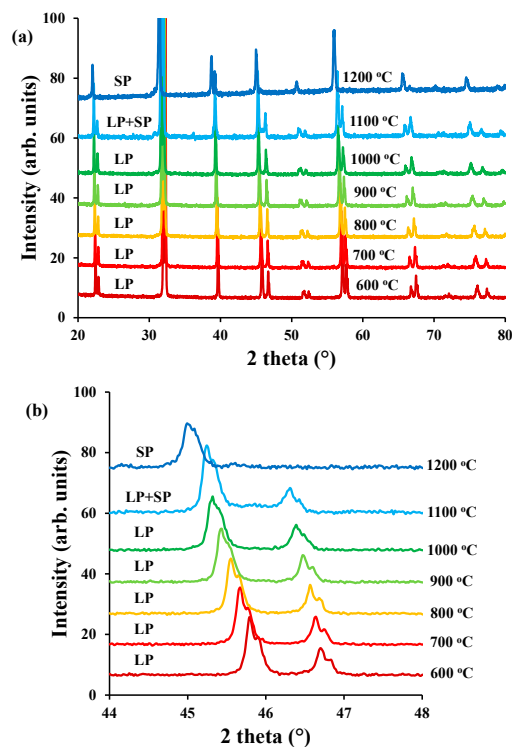 (a)
Intensity (arb. units)
100
80
60
40
20
0
SP
1200 °C
LP+SP
1100 °C
LP
1000 °C
LP
900 °C
LP
800 °C
LP
700 °C
LP
600 °C
20 30 40 50 60 70 80
2 theta (°)
(b)
Intensity (arb. units)
100
80
60
40
20
0
SP
1200 °C
LP+SP
1100 °C
LP
1000 °C
LP
900 °C
LP
800 °C
LP
700 °C
LP
600 °C
44 45 46 47 48
2 theta (°)